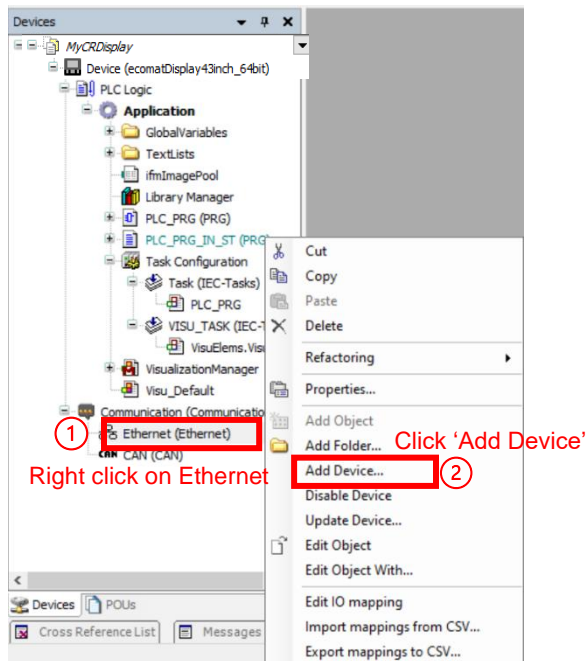 Devices
MyCRDisplay
Device (ecomatDisplay43inch_64bit)
PLC Logic
Application
GlobalVariables
TextLists
ifmImagePool
Library Manager
PLC_PRG (PRG)
PLC_PRG_IN_ST (PRG)
Task Configuration
Task (IEC-Tasks)
PLC_PRG
VISU_TASK (IEC-T
VisuElems.Visu
VisualizationManager
Visu_Default
Communication (Communicatio
1 Ethernet (Ethernet)
CAN CAN (CAN)
Right click on Ethernet
Cut
Copy
Paste
Delete
Refactoring
Properties...
Add Object
Add Folder...
Click ‘Add Device’
Add Device... 2
Disable Device
Update Device...
Edit Object
Edit Object With...
Edit IO mapping
Import mappings from CSV...
Export mappings to CSV...
Devices POUs
Cross Reference List Messages